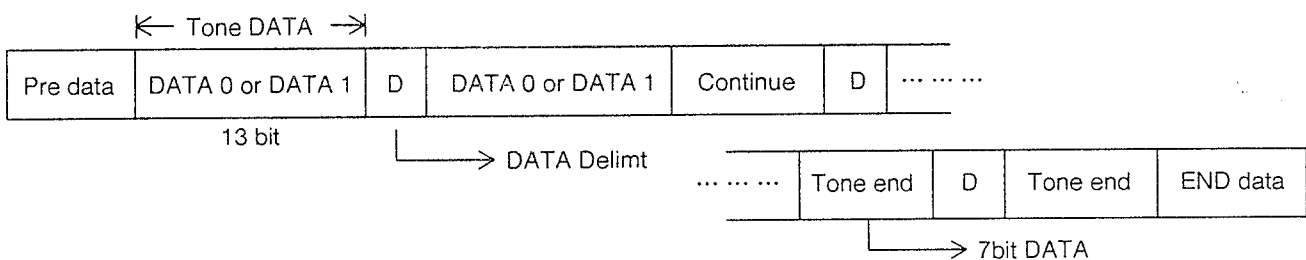 Tone DATA
Pre data DATA 0 or DATA 1 D DATA 0 or DATA 1 Continue D ... ... ...
13 bit
DATA Delimt
... ... ... Tone end D Tone end END data
7bit DATA